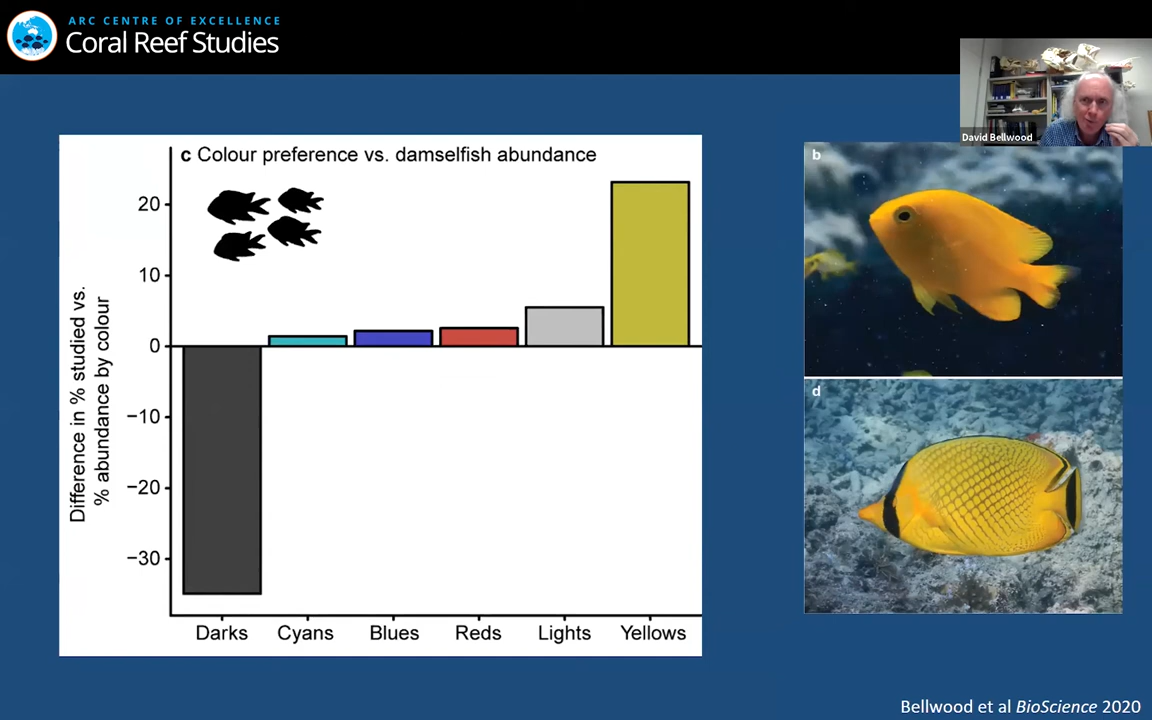 ARC CENTRE OF EXCELLENCE
Coral Reef Studies
David Bellwood
c Colour preference vs. damselfish abundance
Difference in % studied vs.
% abundance by colour
20
10
0
−10
−20
−30
Darks
Cyans
Blues
Reds
Lights
Yellows
b
d
Bellwood et al BioScience 2020